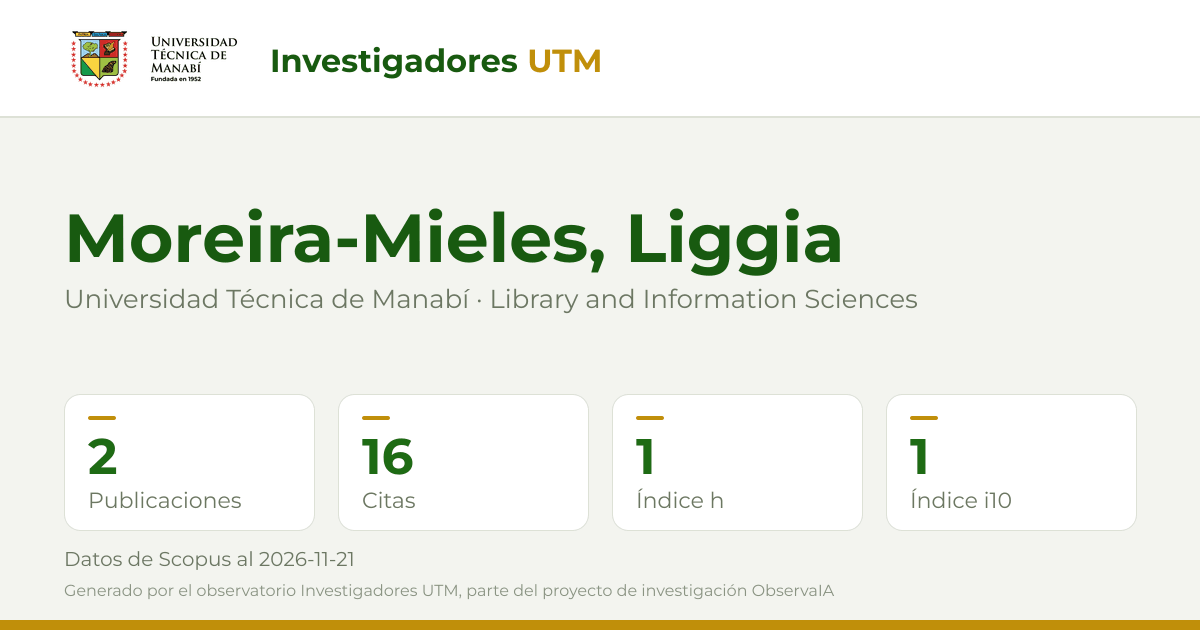 UNIVERSIDAD
TÉCNICA DE
MANABÍ
Fundada en 1952
Investigadores UTM
Moreira-Mieles, Liggia
Universidad Técnica de Manabí · Library and Information Sciences
2
Publicaciones
16
Citas
1
Índice h
1
Índice i10
Datos de Scopus al 2026-11-21
Generado por el observatorio Investigadores UTM, parte del proyecto de investigación ObservaIA